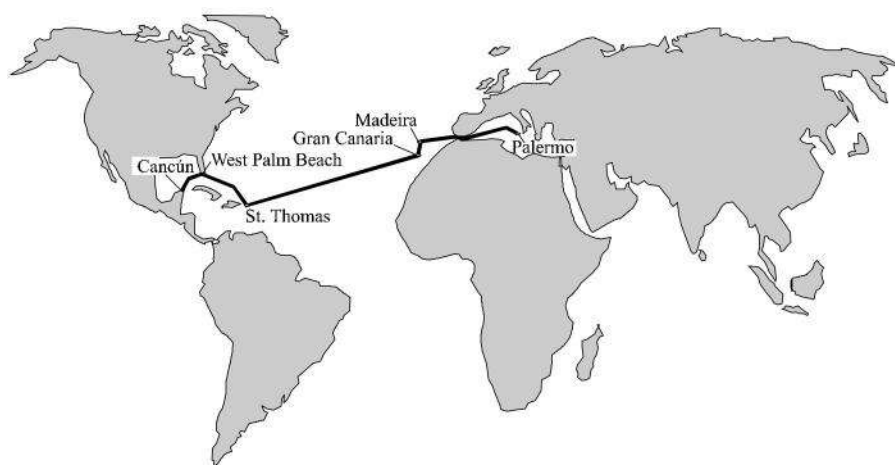 Madeira
Gran Canaria
Palermo
Cancún
West Palm Beach
St. Thomas